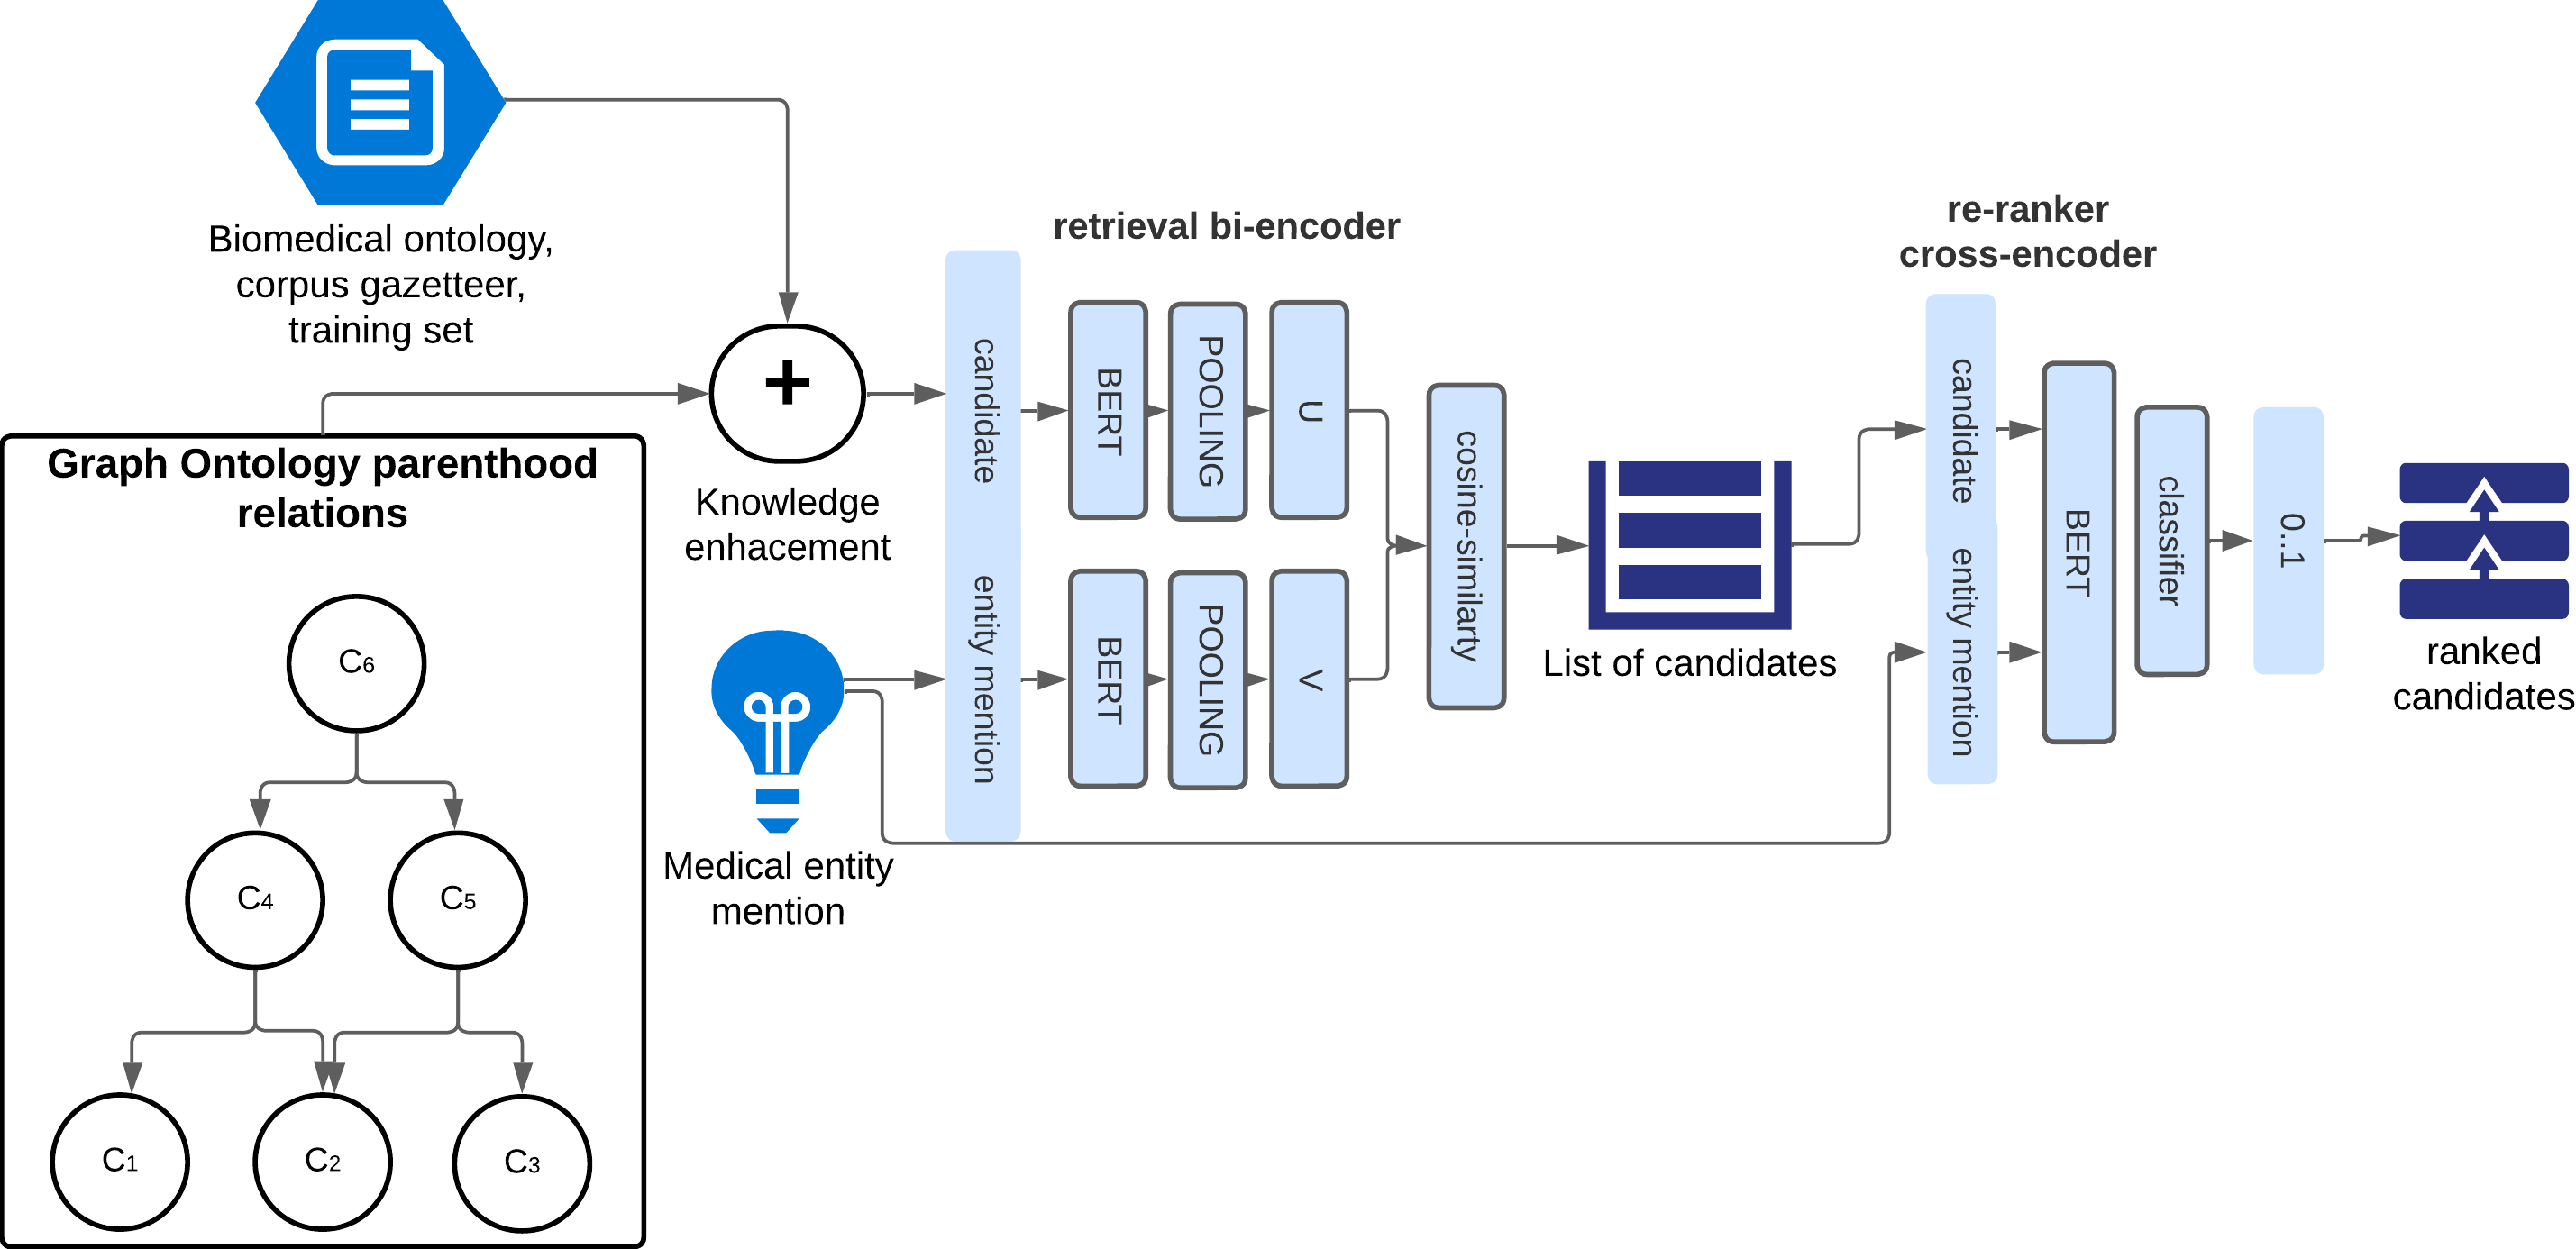 Biomedical ontology,
corpus gazetteer,
training set
Graph Ontology parenthood
relations
C6
C4
C5
C1
C2
C3
+
Knowledge
enhacement
Medical entity
mention
retrieval bi-encoder
candidate
entity mention
BERT
POOLING
U
BERT
POOLING
V
cosine-similarty
List of candidates
re-ranker
cross-encoder
candidate
entity mention
BERT
classifier
0..1
ranked
candidates